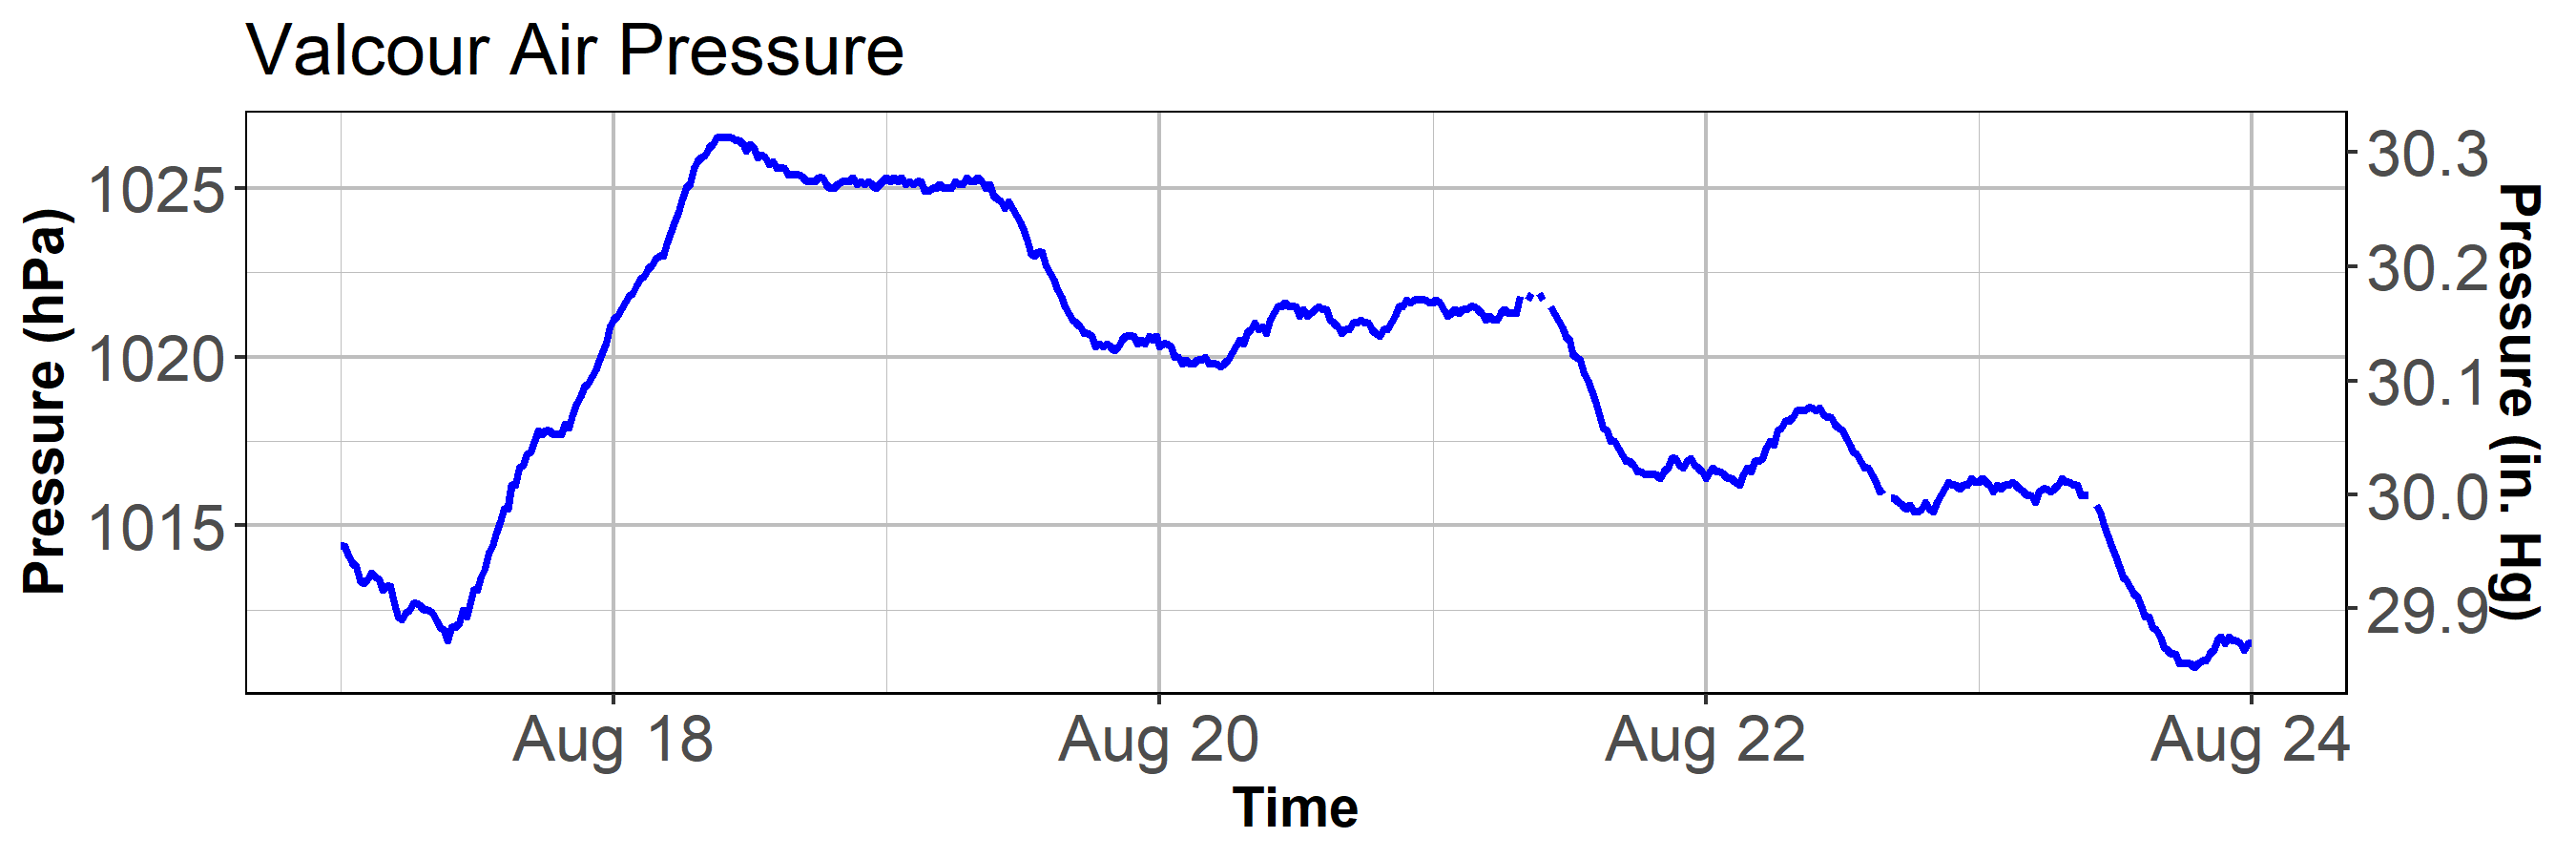 Valcour Air Pressure
Pressure (hPa)
1025
1020
1015
30.3
30.2
30.1
30.0
29.9
Pressure (in. Hg)
Aug 18
Aug 20
Aug 22
Aug 24
Time